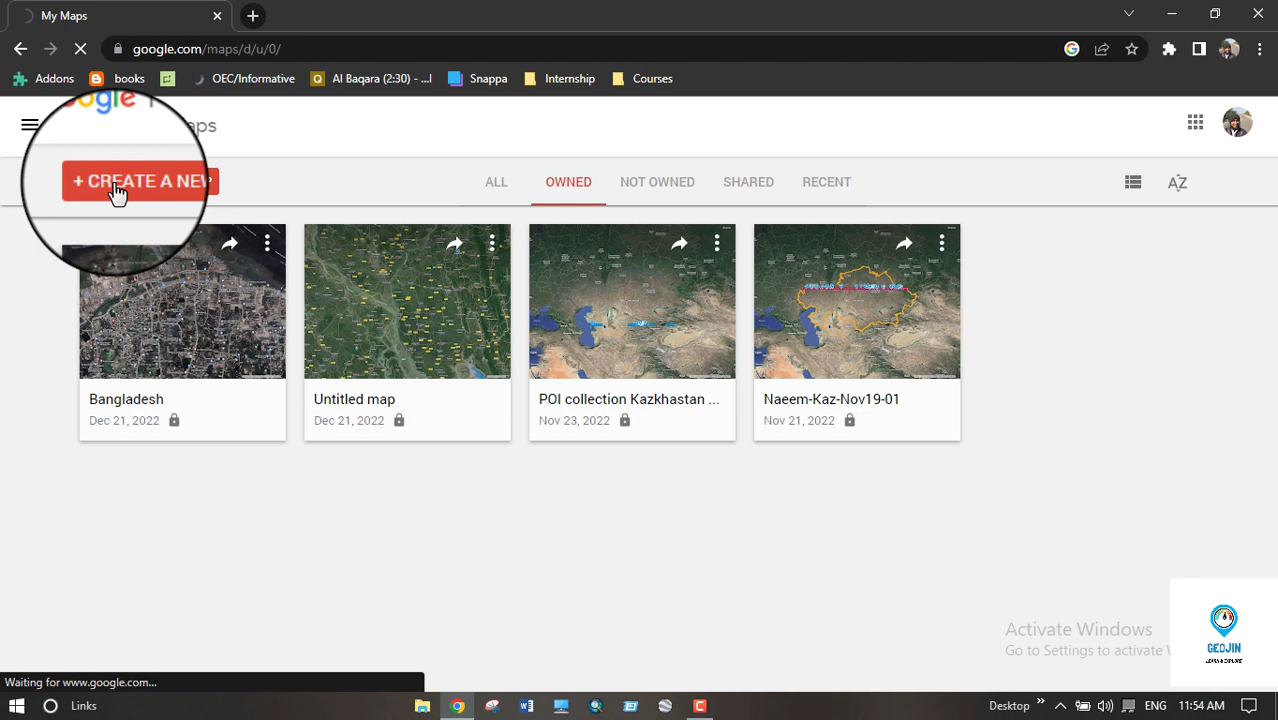 My Maps
google.com/maps/d/u/0/
Addons
books
OEC/Informative
Al Baqara (2:30) - ...l
Snappa
Internship
Courses
aps
+ CREATE A NEW
ALL
OWNED
NOT OWNED
SHARED
RECENT
AZ
Bangladesh
Dec 21, 2022
Untitled map
Dec 21, 2022
POI collection Kazkhastan ...
Nov 23, 2022
Naeem-Kaz-Nov19-01
Nov 21, 2022
Activate Windows
Go to Settings to activate
GEOJIN
LEARN & EXPLORE
Waiting for www.google.com...
Links
Desktop
ENG
11:54 AM